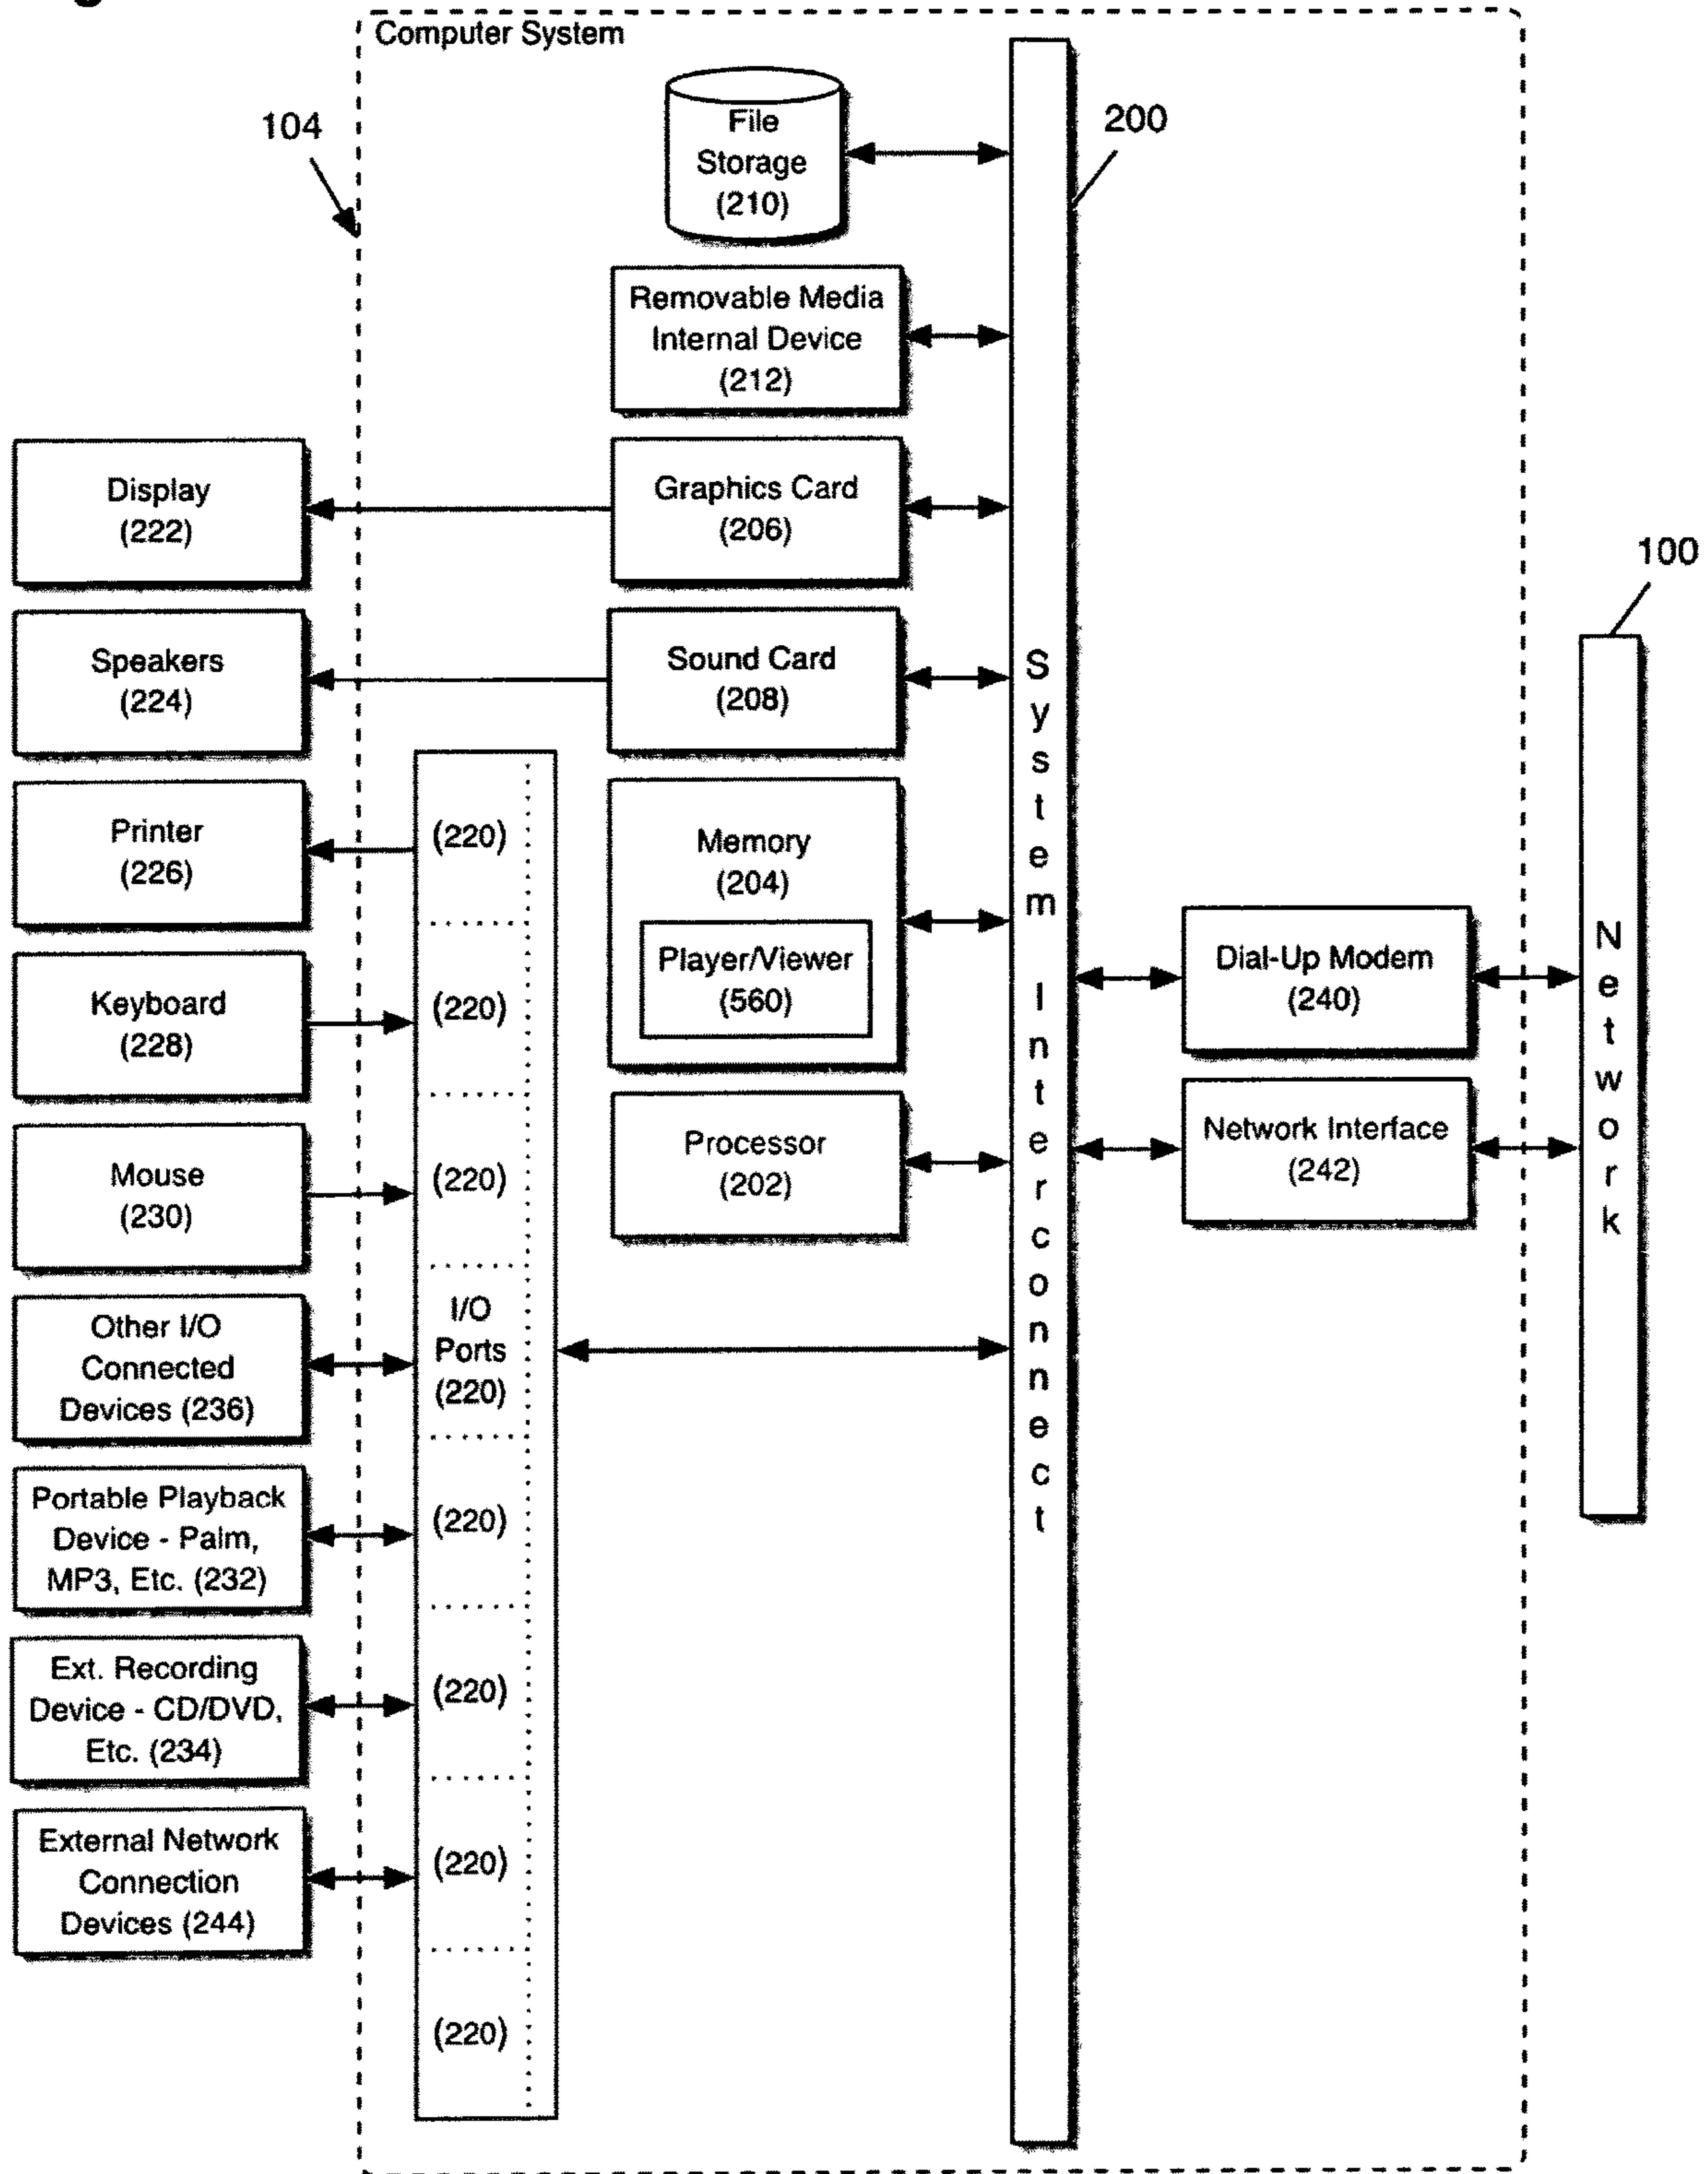 Computer System
104
File
Storage
(210)
200
Removable Media
Internal Device
(212)
Display
(222)
Graphics Card
(206)
100
Speakers
(224)
Sound Card
(208)
Printer
(226)
(220)
Memory
(204)
Player/Viewer
(560)
System Interconnect
Keyboard
(228)
(220)
Dial-Up Modem
(240)
Network
Mouse
(230)
(220)
Processor
(202)
Network Interface
(242)
Other I/O
Connected
Devices (236)
I/O
Ports
(220)
Portable Playback
Device - Palm,
MP3, Etc. (232)
(220)
Ext. Recording
Device - CD/DVD,
Etc. (234)
(220)
External Network
Connection
Devices (244)
(220)
(220)